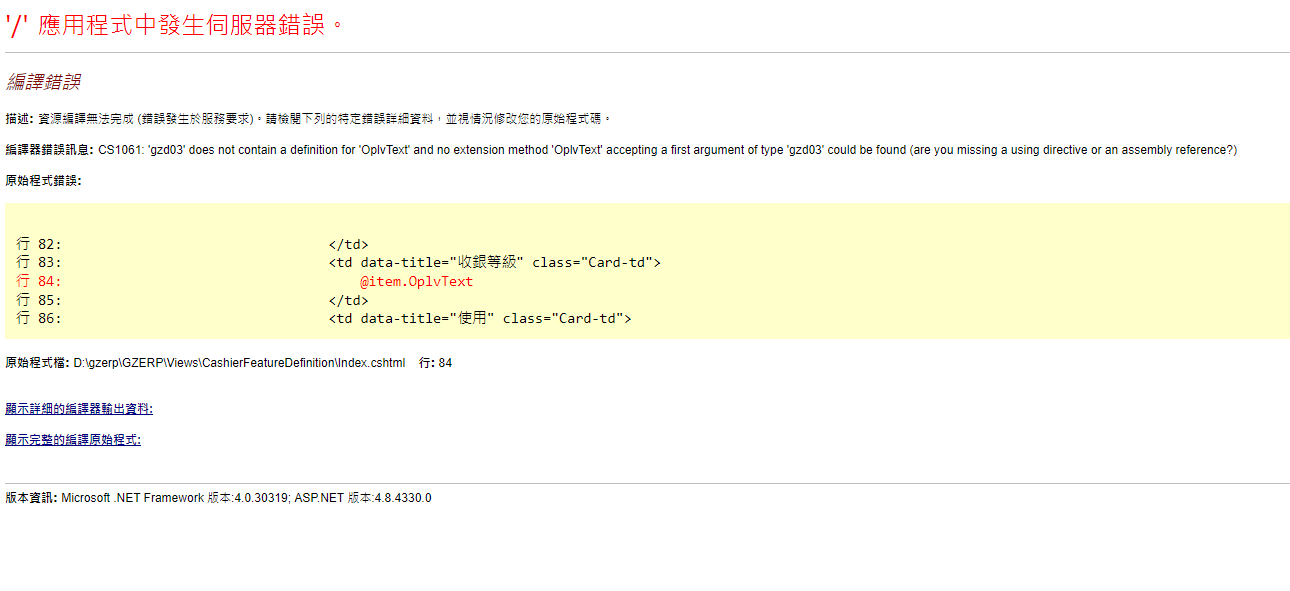 '/' 應用程式中發生伺服器錯誤。
編譯錯誤
描述: 資源編譯無法完成 (錯誤發生於服務要求)。請檢閱下列的特定錯誤詳細資料，並視情況修改您的原始程式碼。
編譯器錯誤訊息: CS1061: 'gzd03' does not contain a definition for 'OplvText' and no extension method 'OplvText' accepting a first argument of type 'gzd03' could be found (are you missing a using directive or an assembly reference?)
原始程式錯誤:
行 82: </td>
行 83: <td data-title="收銀等級" class="Card-td">
行 84: @item.OplvText
行 85: </td>
行 86: <td data-title="使用" class="Card-td">
原始程式檔: D:\gzerp\GZERP\Views\CashierFeatureDefinition\Index.cshtml 行: 84
顯示詳細的編譯器輸出資料:
顯示完整的編譯原始程式:
版本資訊: Microsoft .NET Framework 版本:4.0.30319; ASP.NET 版本:4.8.4330.0